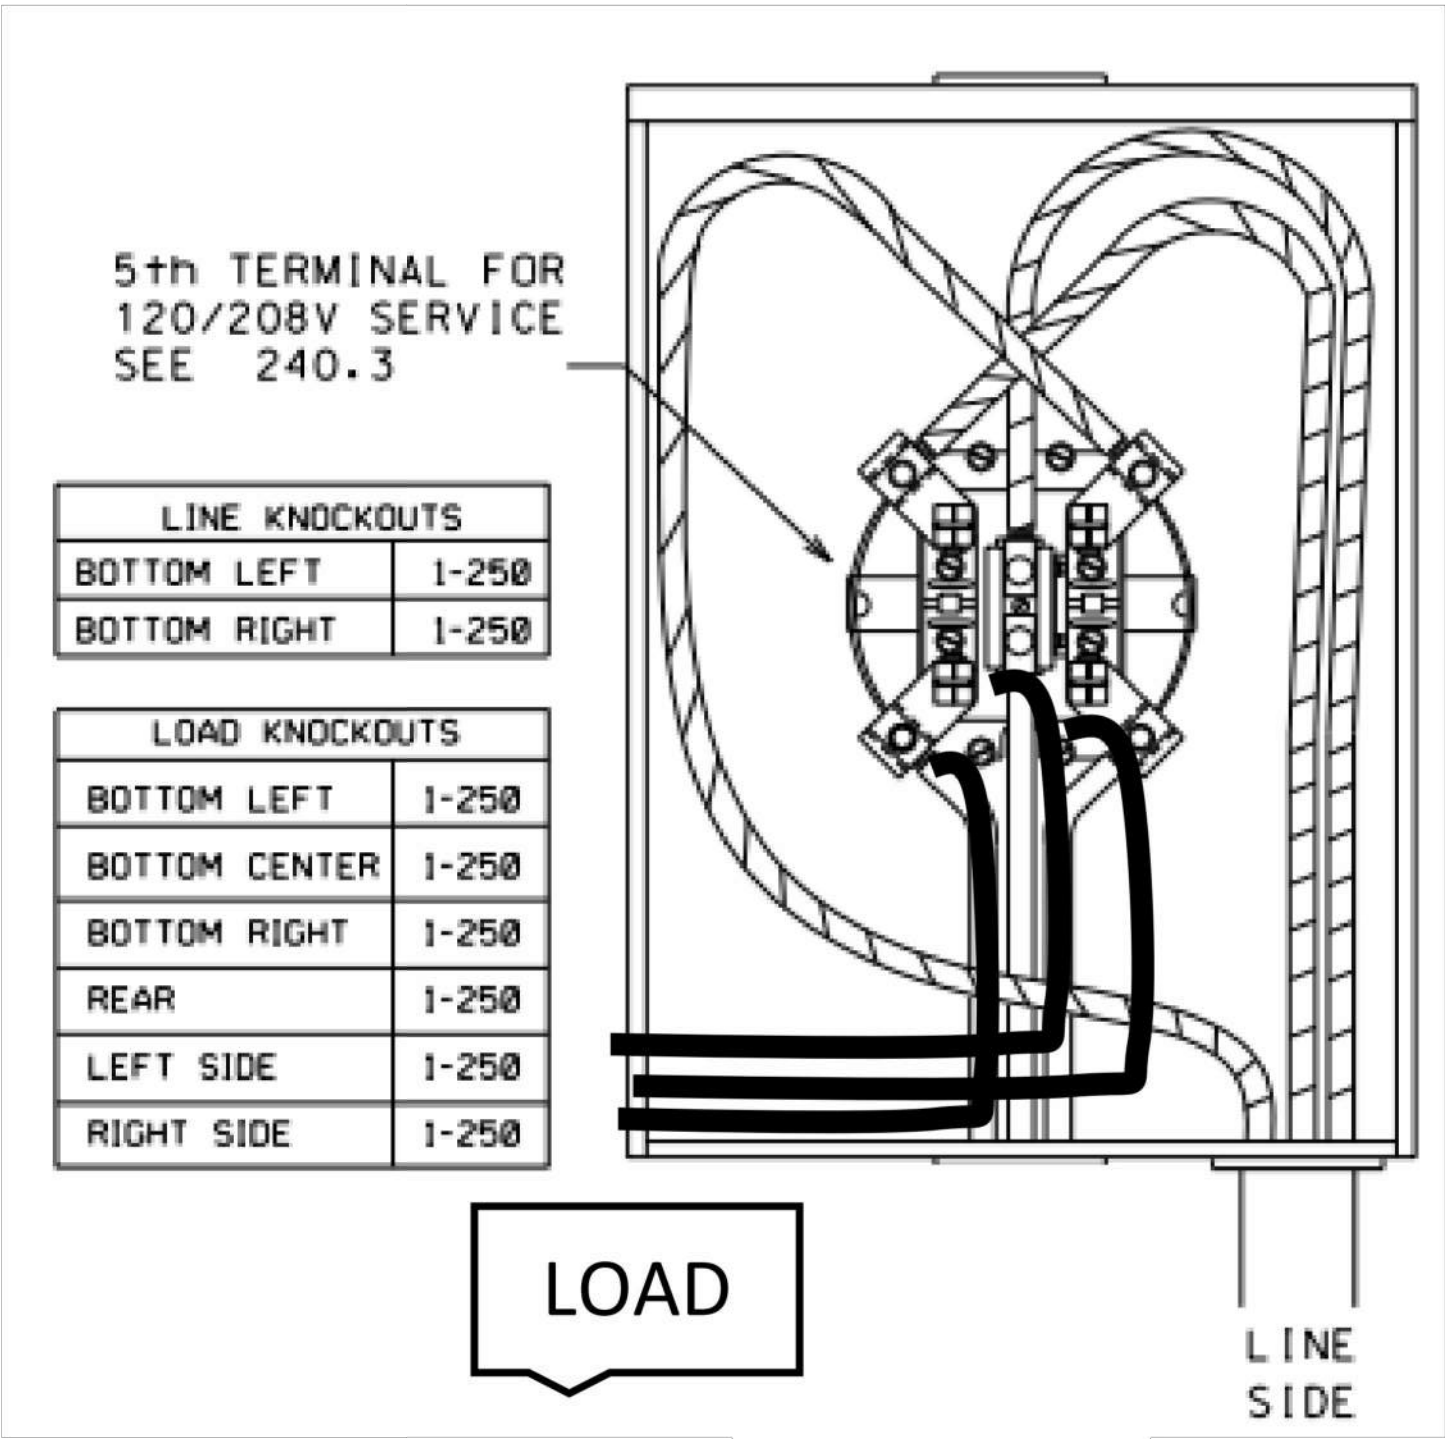 5th TERMINAL FOR
120/208V SERVICE
SEE 240.3
LINE KNOCKOUTS
BOTTOM LEFT 1-250
BOTTOM RIGHT 1-250
LOAD KNOCKOUTS
BOTTOM LEFT 1-250
BOTTOM CENTER 1-250
BOTTOM RIGHT 1-250
REAR 1-250
LEFT SIDE 1-250
RIGHT SIDE 1-250
LOAD
LINE
SIDE